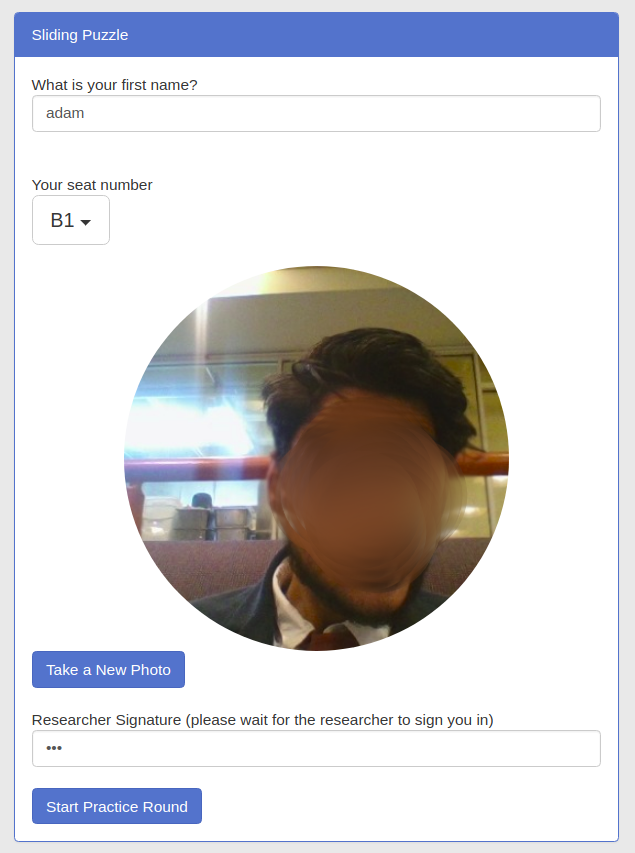 Sliding Puzzle
What is your first name?
adam
Your seat number
B1
Take a New Photo
Researcher Signature (please wait for the researcher to sign you in)
•••
Start Practice Round